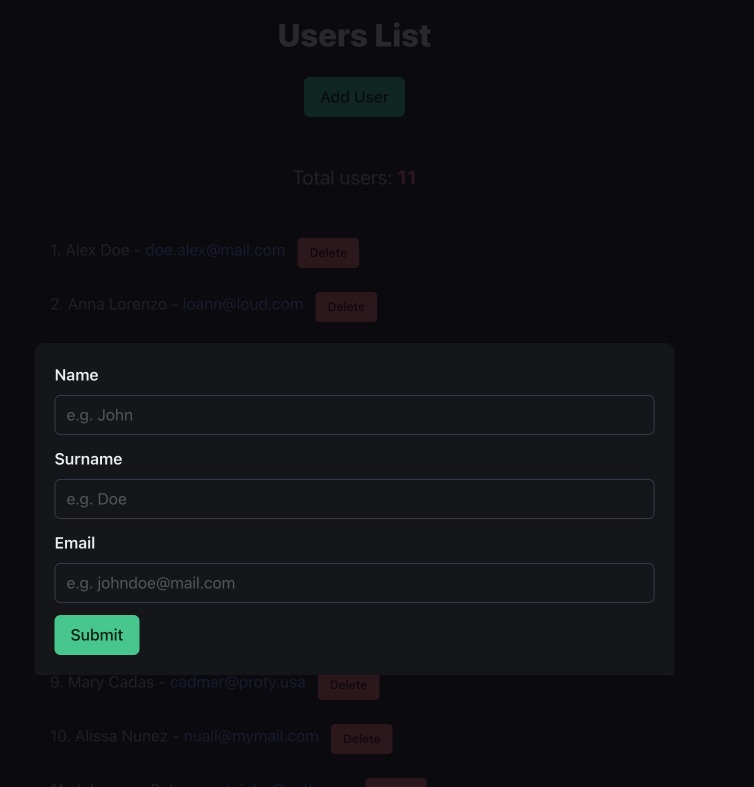 Users List
Add User
Total users: 11
1. Alex Doe - doe.alex@mail.com Delete
2. Anna Lorenzo - loann@loud.com Delete
Name
e.g. John
Surname
e.g. Doe
Email
e.g. johndoe@mail.com
Submit
9. Mary Cadas - cadmar@proty.usa Delete
10. Alissa Nunez - nuall@mymail.com Delete